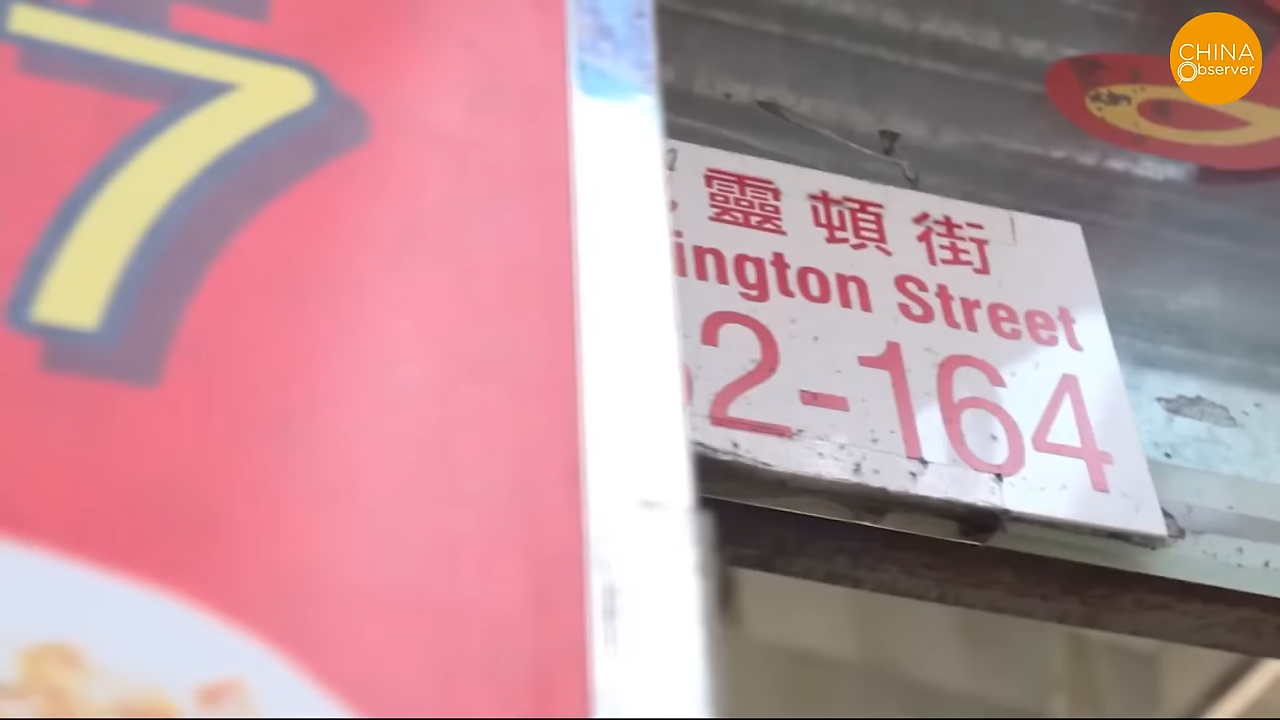 7
CHINA
Observer
靈頓街
ington Street
2-164